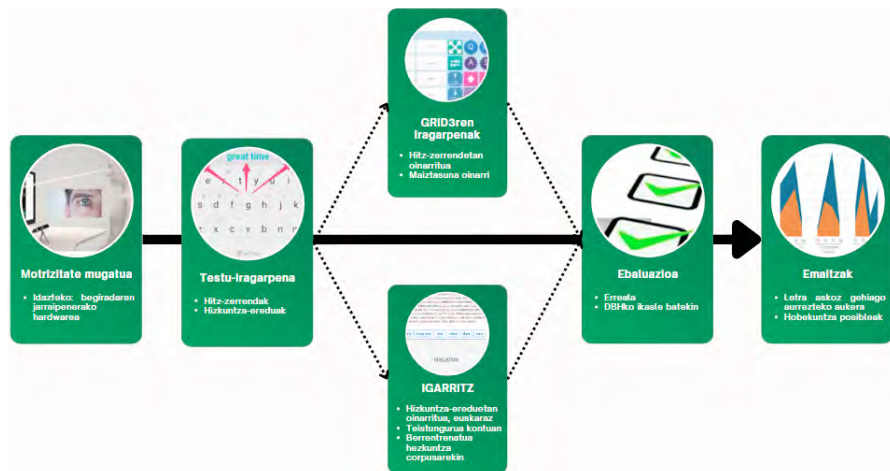 Motrizitate mugatua
Idazteko: begiradaren
jarraipenerako
hardwarea
great time
e r t y u i
s d f g h j k
x c v b n
Testu-iragarpena
Hitz-zerrendak
Hizkuntza-ereduak
GRID3ren
Iragarpenak
Hitz-zerrendetan
oinarritua
Maiztasuna oinarri
IGARRITZ
Hizkuntza-ereduetan
oinarritua, euskaraz
Testuingurua kontuan
Berrentrenatua
hezkuntza
corpusarekin
Ebaluazioa
Erreala
DBHko ikasle batekin
Emaitzak
Letra askoz gehiago
aurrezteko aukera
Hobekuntza posibleak